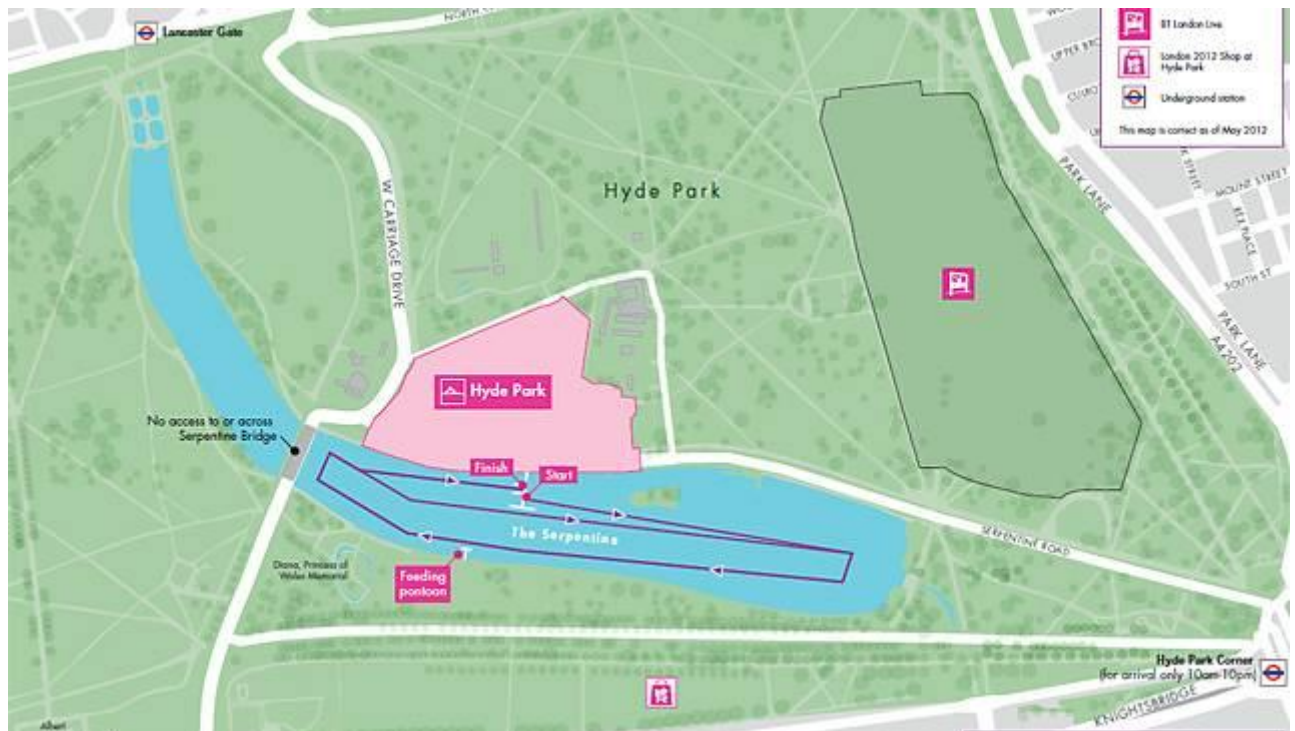 Lancaster Gate
BT London Live
London 2012 Shop at
Hyde Park
Underground station
This map is correct as of May 2012
PARK LANE
MOUNT STREET
REX PLACE
SOUTH ST
PARK LANE
A4202
W CARRIAGE DRIVE
Hyde Park
Hyde Park
No access to or across
Serpentine Bridge
Finish
Start
The Serpentine
SERPENTINE ROAD
Diana, Princess of
Wales Memorial
Feeding
pontoon
Hyde Park Corner
(for arrival only 10am-10pm)
KNIGHTSBRIDGE
Albert